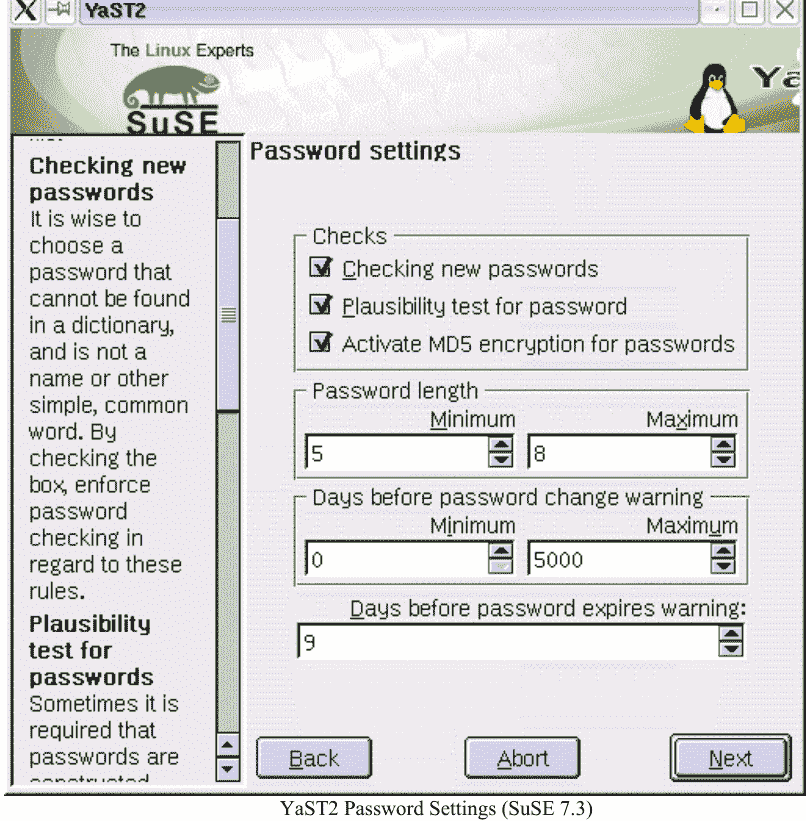 YaST2
The Linux Experts
SuSE
Ya
Checking new
passwords
It is wise to
choose a
password that
cannot be found
in a dictionary,
and is not a
name or other
simple, common
word. By
checking the
box, enforce
password
checking in
regard to these
rules.
Plausibility
test for
passwords
Sometimes it is
required that
passwords are
constructed
Password settings
Checks
Checking new passwords
Plausibility test for password
Activate MD5 encryption for passwords
Password length
Minimum Maximum
5 8
Days before password change warning
Minimum Maximum
0 5000
Days before password expires warning:
9
Back Abort Next
YaST2 Password Settings (SuSE 7.3)